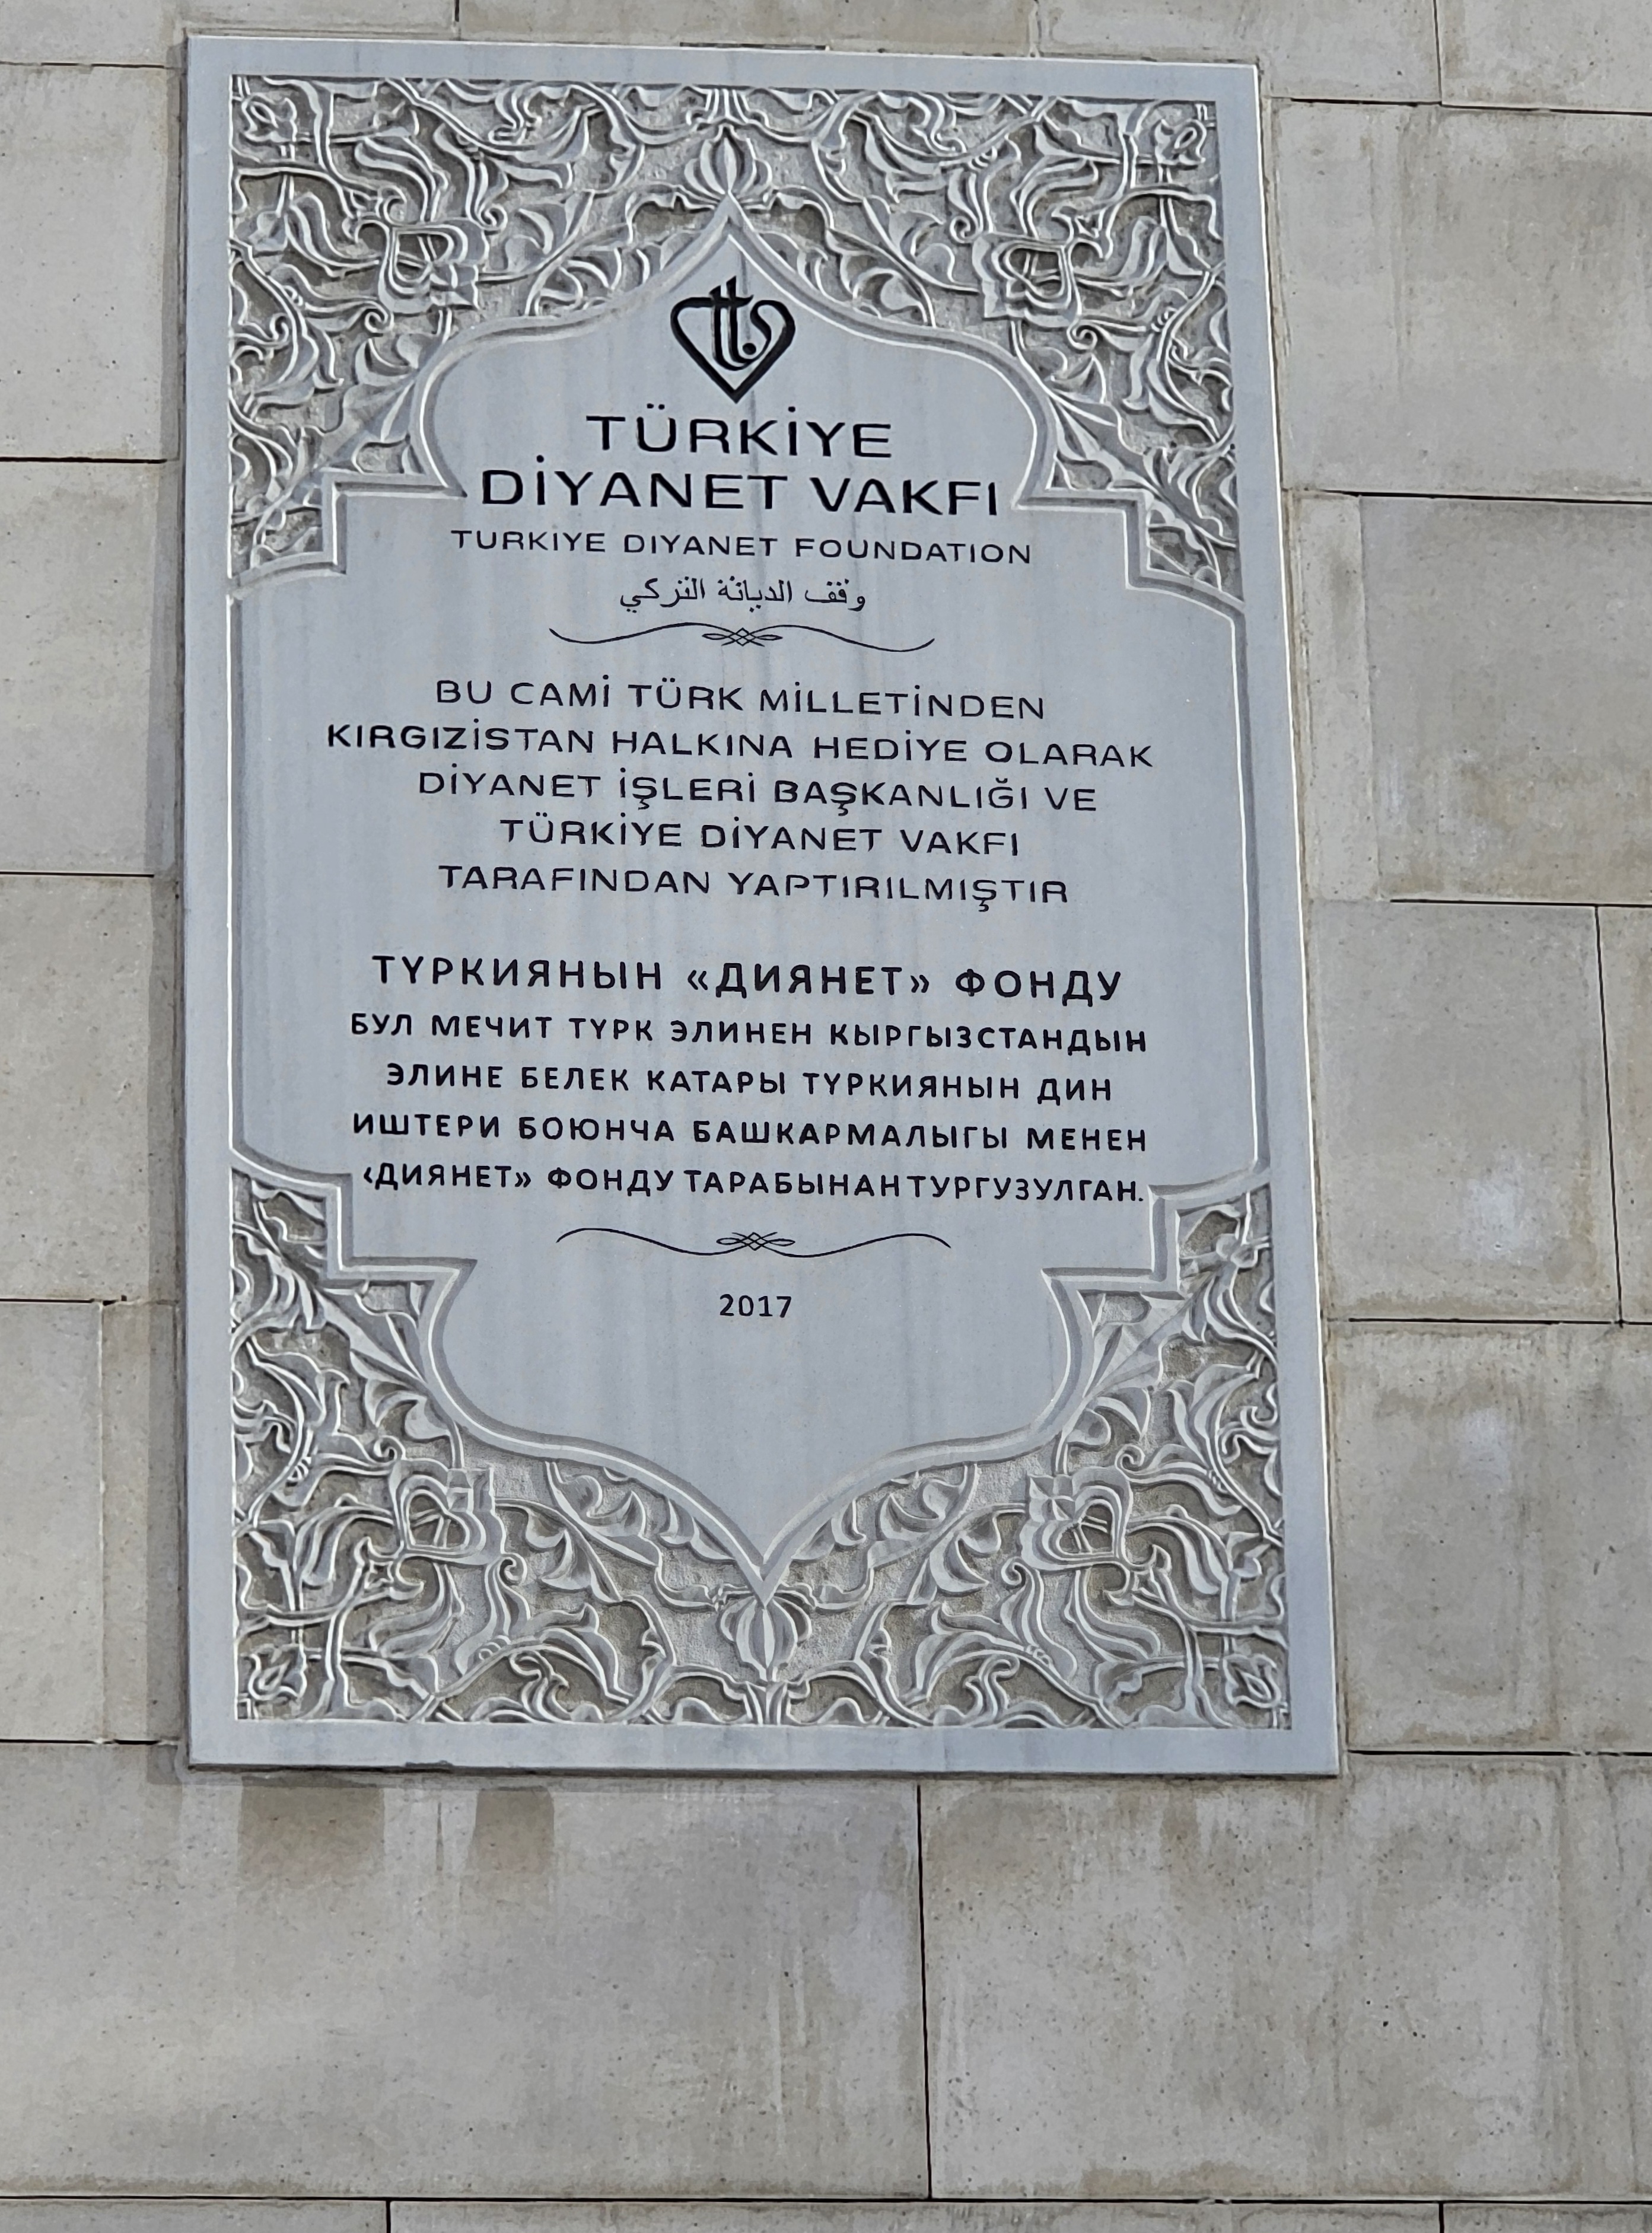 TÜRKİYE
DİYANET VAKFI
TURKIYE DIYANET FOUNDATION
وقف الديانة التركي
BU CAMİ TÜRK MİLLETİNDEN
KIRGIZİSTAN HALKINA HEDİYE OLARAK
DİYANET İŞLERİ BAŞKANLIĞI VE
TÜRKİYE DİYANET VAKFI
TARAFINDAN YAPTIRILMIŞTIR
ТҮРКИЯНЫН «ДИЯНЕТ» ФОНДУ
БУЛ МЕЧИТ ТҮРК ЭЛИНЕН КЫРГЫЗСТАНДЫН
ЭЛИНЕ БЕЛЕК КАТАРЫ ТҮРКИЯНЫН ДИН
ИШТЕРИ БОЮНЧА БАШКАРМАЛЫГЫ МЕНЕН
‹ДИЯНЕТ» ФОНДУ ТАРАБЫНАН ТУРГУЗУЛГАН.
2017